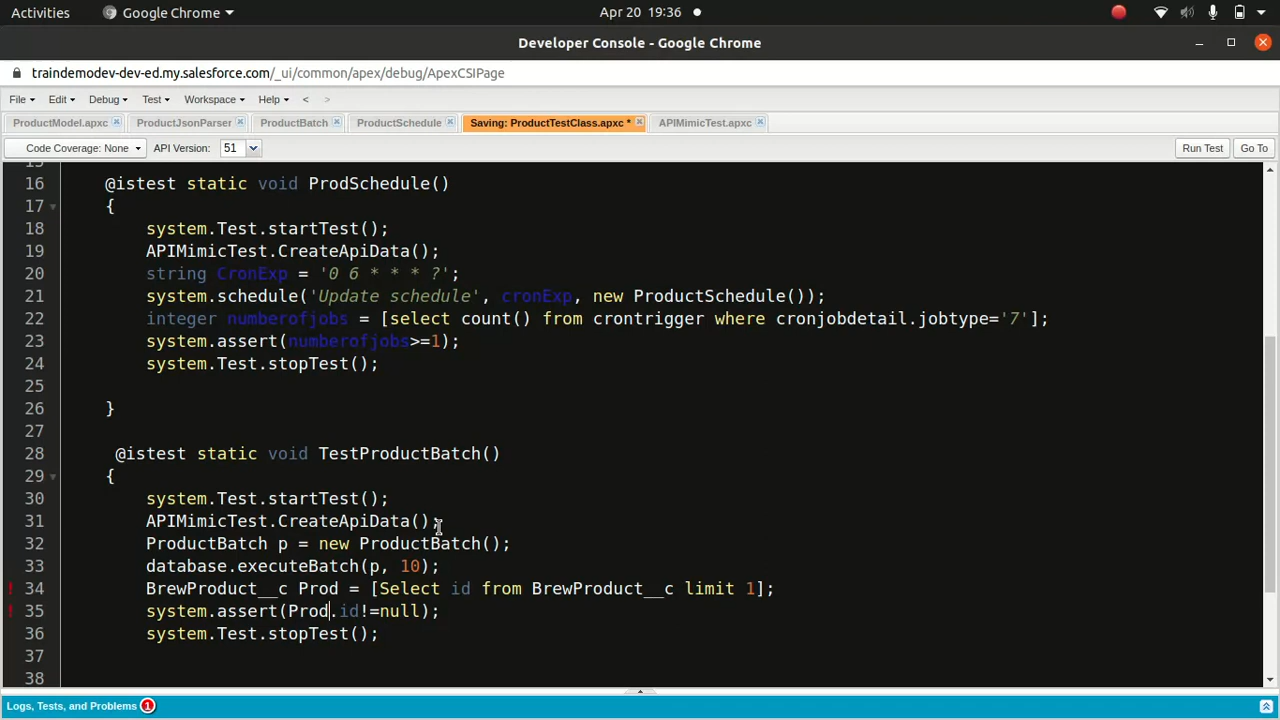 Activities Google Chrome Apr 20 19:36
Developer Console - Google Chrome
traindemodev-dev-ed.my.salesforce.com/_ui/common/apex/debug/ApexCSIPage
File Edit Debug Test Workspace Help < >
ProductModel.apxc ProductJsonParser ProductBatch ProductSchedule Saving: ProductTestClass.apxc * APIMimicTest.apxc
Code Coverage: None API Version: 51 Run Test Go To
15
16 @istest static void ProdSchedule()
17 {
18 system.Test.startTest();
19 APIMimicTest.CreateApiData();
20 string CronExp = '0 6 * * * ?';
21 system.schedule('Update schedule', cronExp, new ProductSchedule());
22 integer numberofjobs = [select count() from crontrigger where cronjobdetail.jobtype='7'];
23 system.assert(numberofjobs>=1);
24 system.Test.stopTest();
25
26 }
27
28 @istest static void TestProductBatch()
29 {
30 system.Test.startTest();
31 APIMimicTest.CreateApiData();
32 ProductBatch p = new ProductBatch();
33 database.executeBatch(p, 10);
! 34 BrewProduct__c Prod = [Select id from BrewProduct__c limit 1];
! 35 system.assert(Prod.id!=null);
36 system.Test.stopTest();
37
38
Logs, Tests, and Problems 1